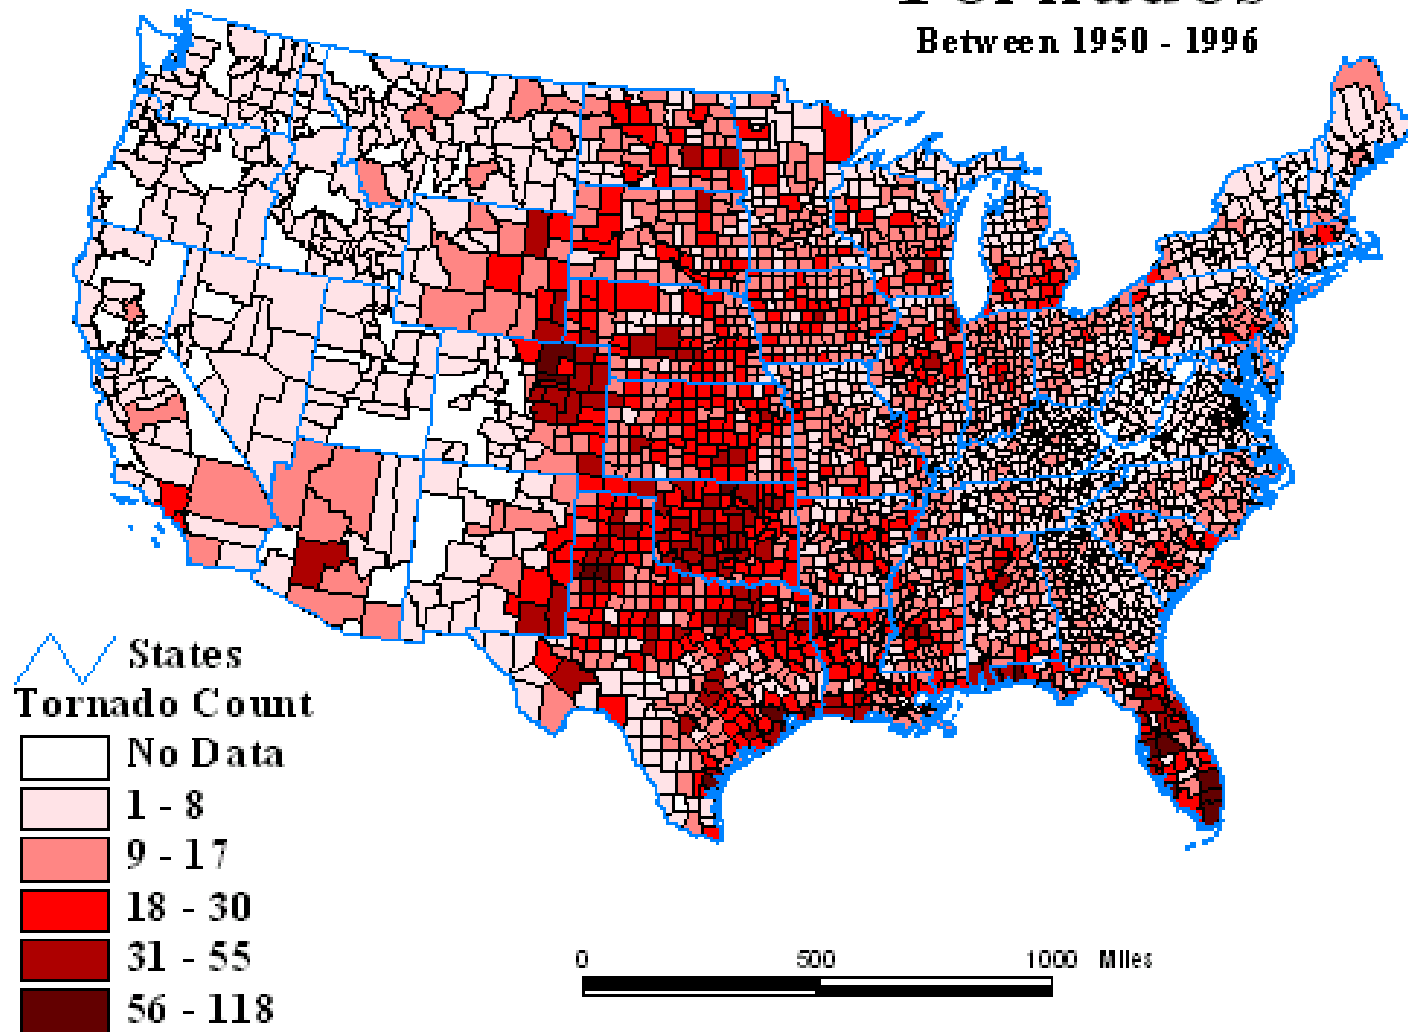 Tornados
Between 1950 - 1996
States
Tornado Count
No Data
1 - 8
9 - 17
18 - 30
31 - 55
56 - 118
0 500 1000 Miles